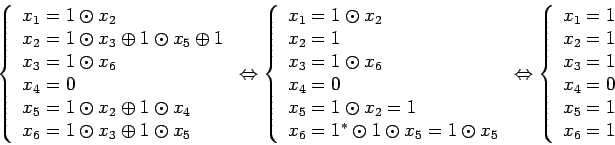 x₁ = 1 ⊙ x₂
x₂ = 1 ⊙ x₃ ⊕ 1 ⊙ x₅ ⊕ 1
x₃ = 1 ⊙ x₆
x₄ = 0
x₅ = 1 ⊙ x₂ ⊕ 1 ⊙ x₄
x₆ = 1 ⊙ x₃ ⊕ 1 ⊙ x₅
⇔
x₁ = 1 ⊙ x₂
x₂ = 1
x₃ = 1 ⊙ x₆
x₄ = 0
x₅ = 1 ⊙ x₂ = 1
x₆ = 1* ⊙ 1 ⊙ x₅ = 1 ⊙ x₅
⇔
x₁ = 1
x₂ = 1
x₃ = 1
x₄ = 0
x₅ = 1
x₆ = 1